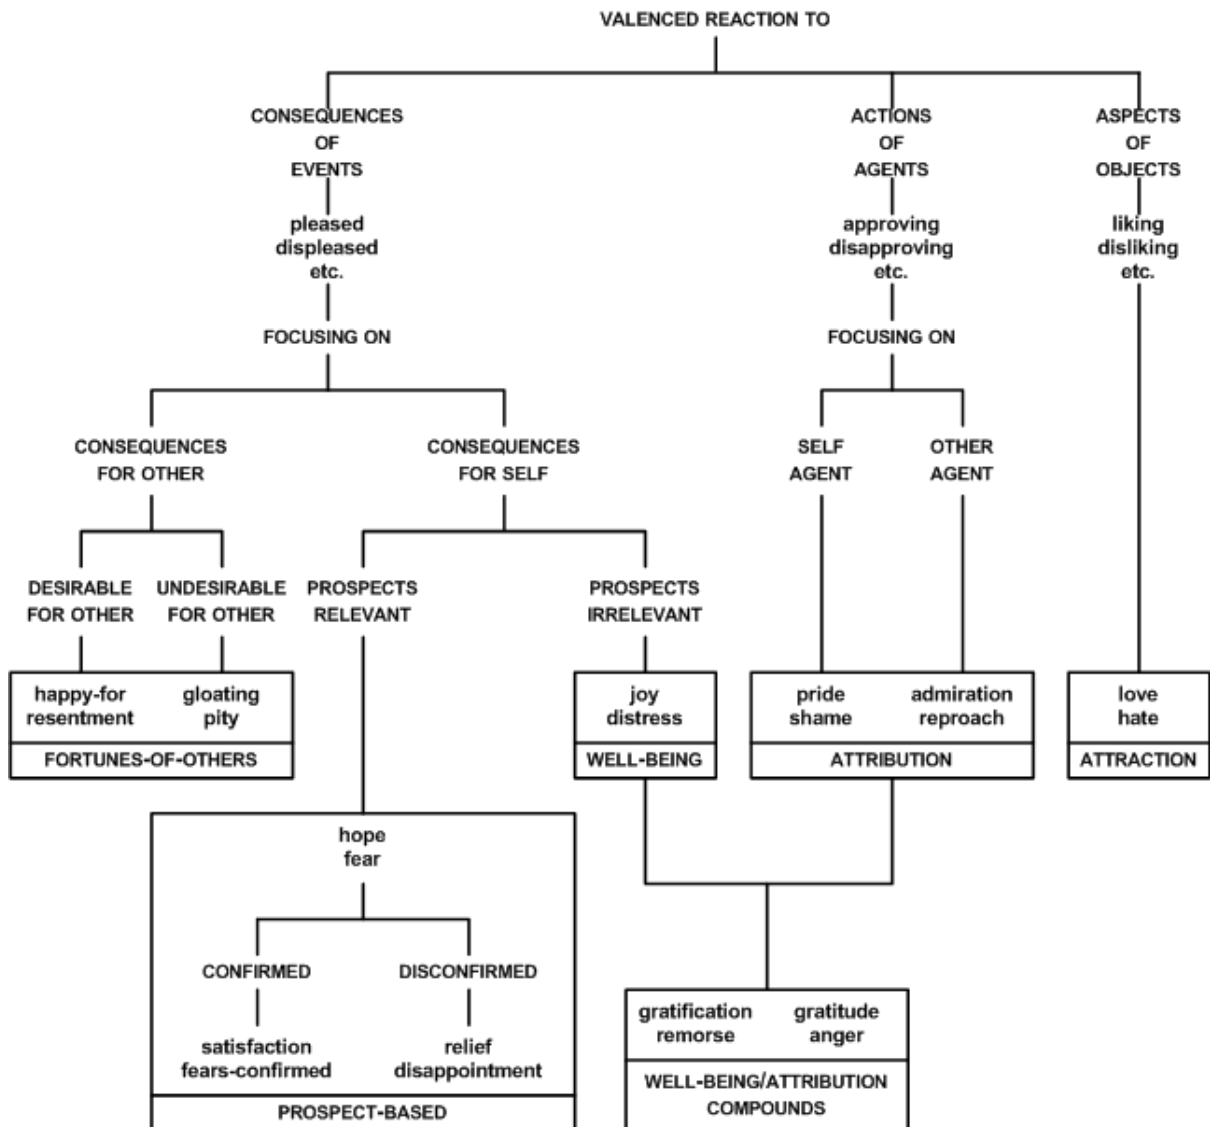 VALENCED REACTION TO
CONSEQUENCES
OF
EVENTS
ACTIONS
OF
AGENTS
ASPECTS
OF
OBJECTS
pleased
displeased
etc.
approving
disapproving
etc.
liking
disliking
etc.
FOCUSING ON
FOCUSING ON
CONSEQUENCES
FOR OTHER
CONSEQUENCES
FOR SELF
SELF
AGENT
OTHER
AGENT
DESIRABLE
FOR OTHER
UNDESIRABLE
FOR OTHER
PROSPECTS
RELEVANT
PROSPECTS
IRRELEVANT
happy-for
resentment
gloating
pity
FORTUNES-OF-OTHERS
joy
distress
WELL-BEING
pride
shame
admiration
reproach
ATTRIBUTION
love
hate
ATTRACTION
hope
fear
CONFIRMED
DISCONFIRMED
satisfaction
fears-confirmed
relief
disappointment
PROSPECT-BASED
gratification
remorse
gratitude
anger
WELL-BEING/ATTRIBUTION
COMPOUNDS